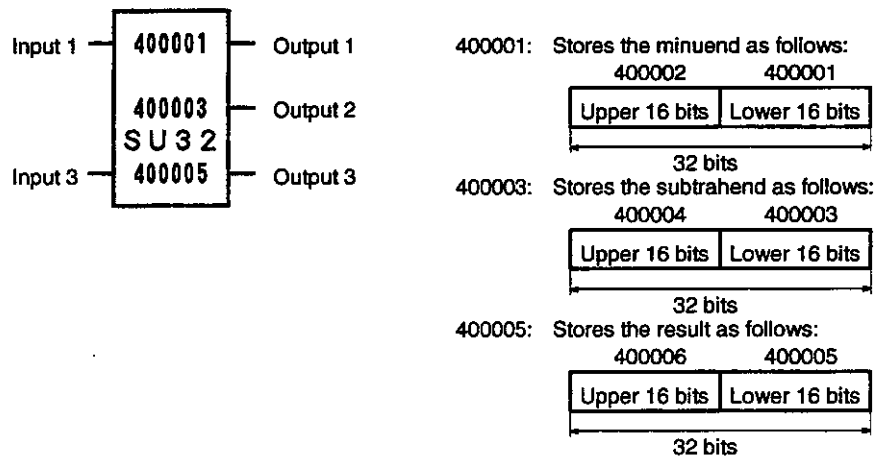 Input 1
400001
Output 1
400003
Output 2
SU32
Input 3
400005
Output 3
400001: Stores the minuend as follows:
400002 400001
Upper 16 bits Lower 16 bits
32 bits
400003: Stores the subtrahend as follows:
400004 400003
Upper 16 bits Lower 16 bits
32 bits
400005: Stores the result as follows:
400006 400005
Upper 16 bits Lower 16 bits
32 bits